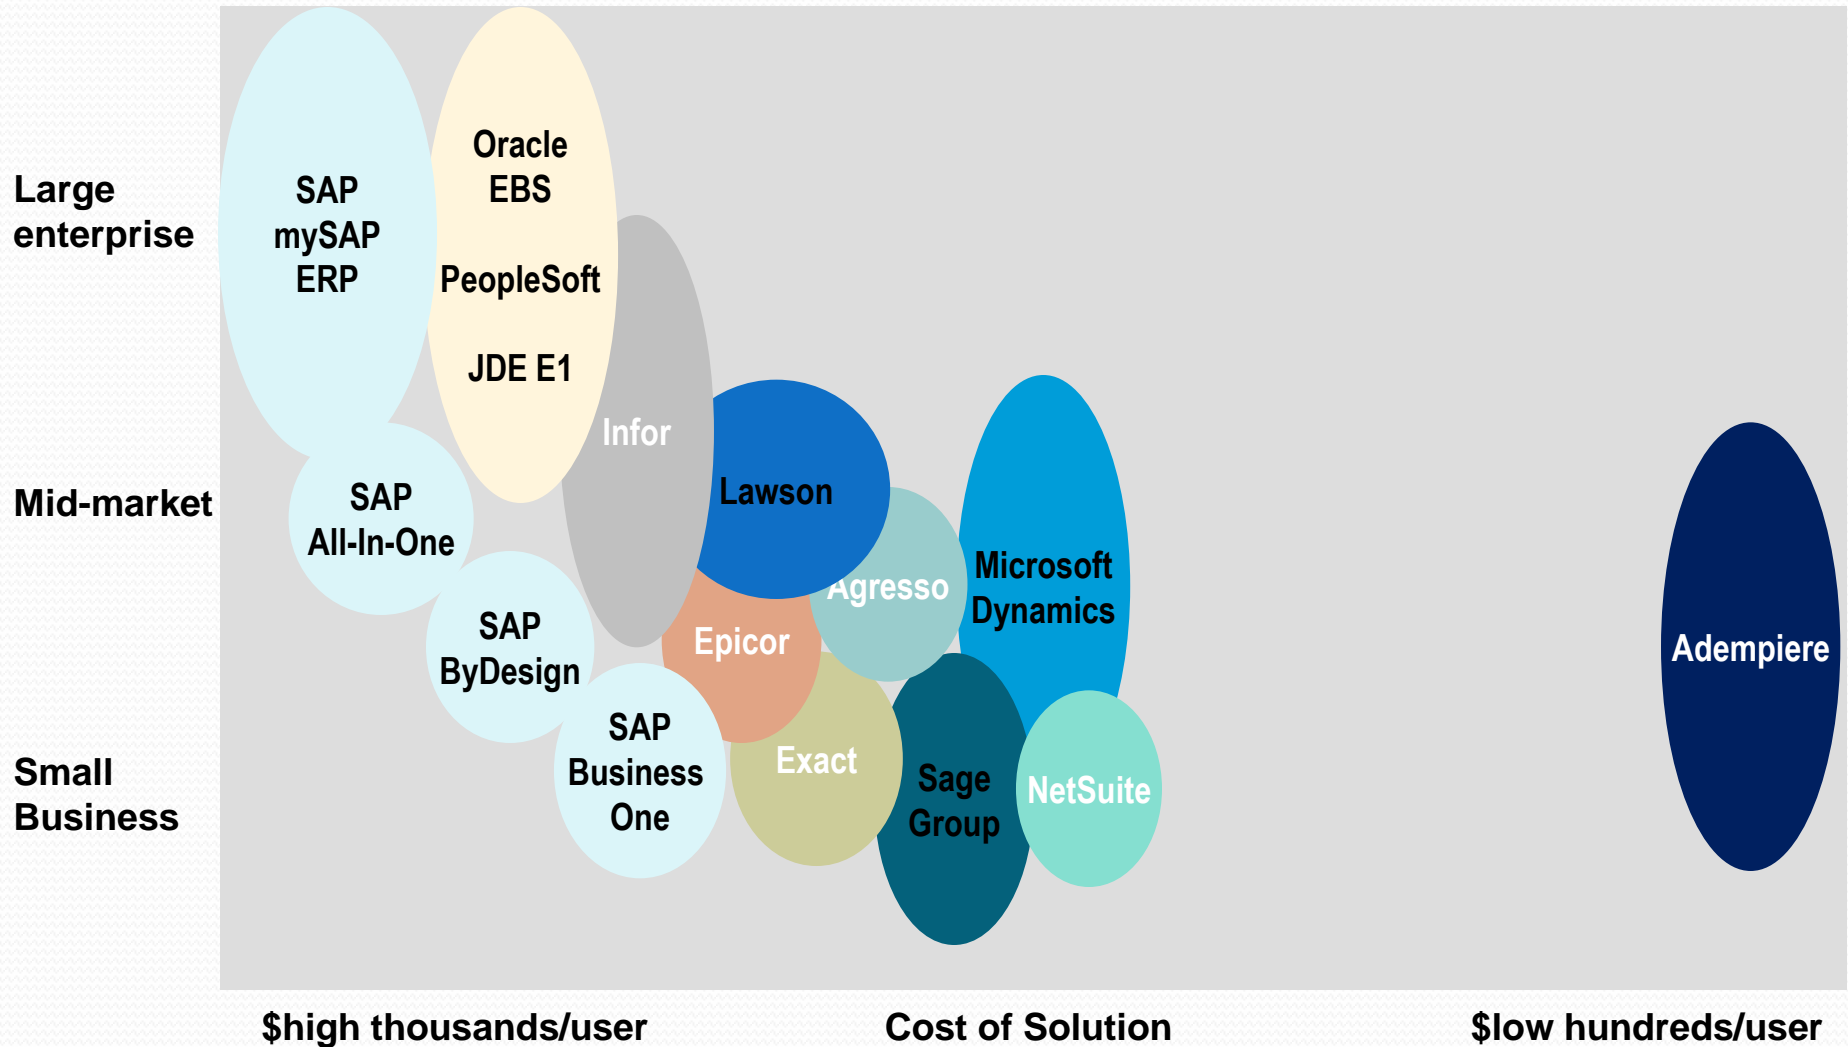 Large
enterprise
Mid-market
Small
Business
SAP
mySAP
ERP
Oracle
EBS
PeopleSoft
JDE E1
Infor
Lawson
SAP
All-In-One
Agresso
Microsoft
Dynamics
SAP
ByDesign
Epicor
Adempiere
SAP
Business
One
Exact
Sage
Group
NetSuite
$high thousands/user
Cost of Solution
$low hundreds/user